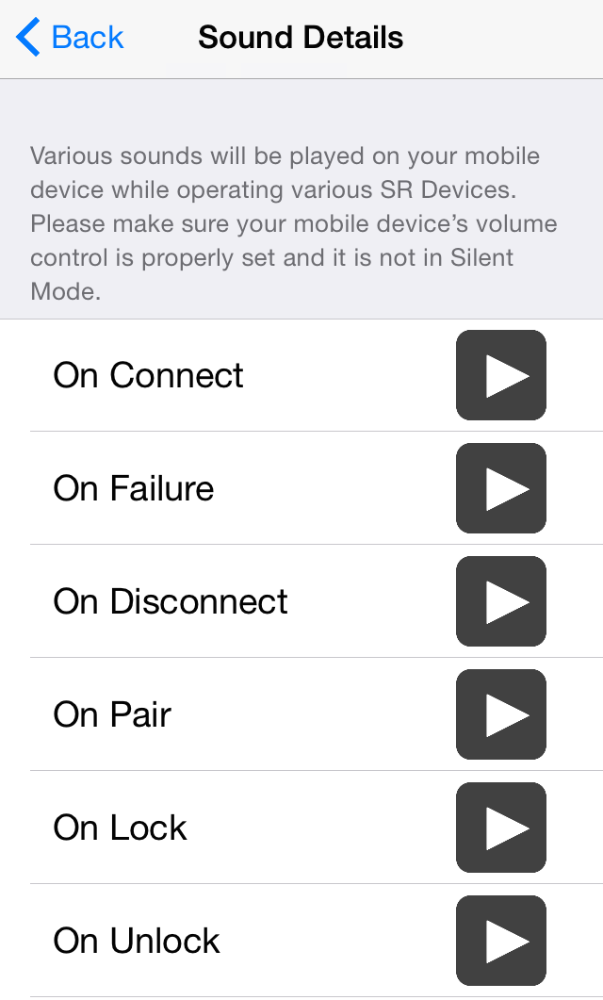 Back
Sound Details
Various sounds will be played on your mobile
device while operating various SR Devices.
Please make sure your mobile device’s volume
control is properly set and it is not in Silent
Mode.
On Connect
On Failure
On Disconnect
On Pair
On Lock
On Unlock